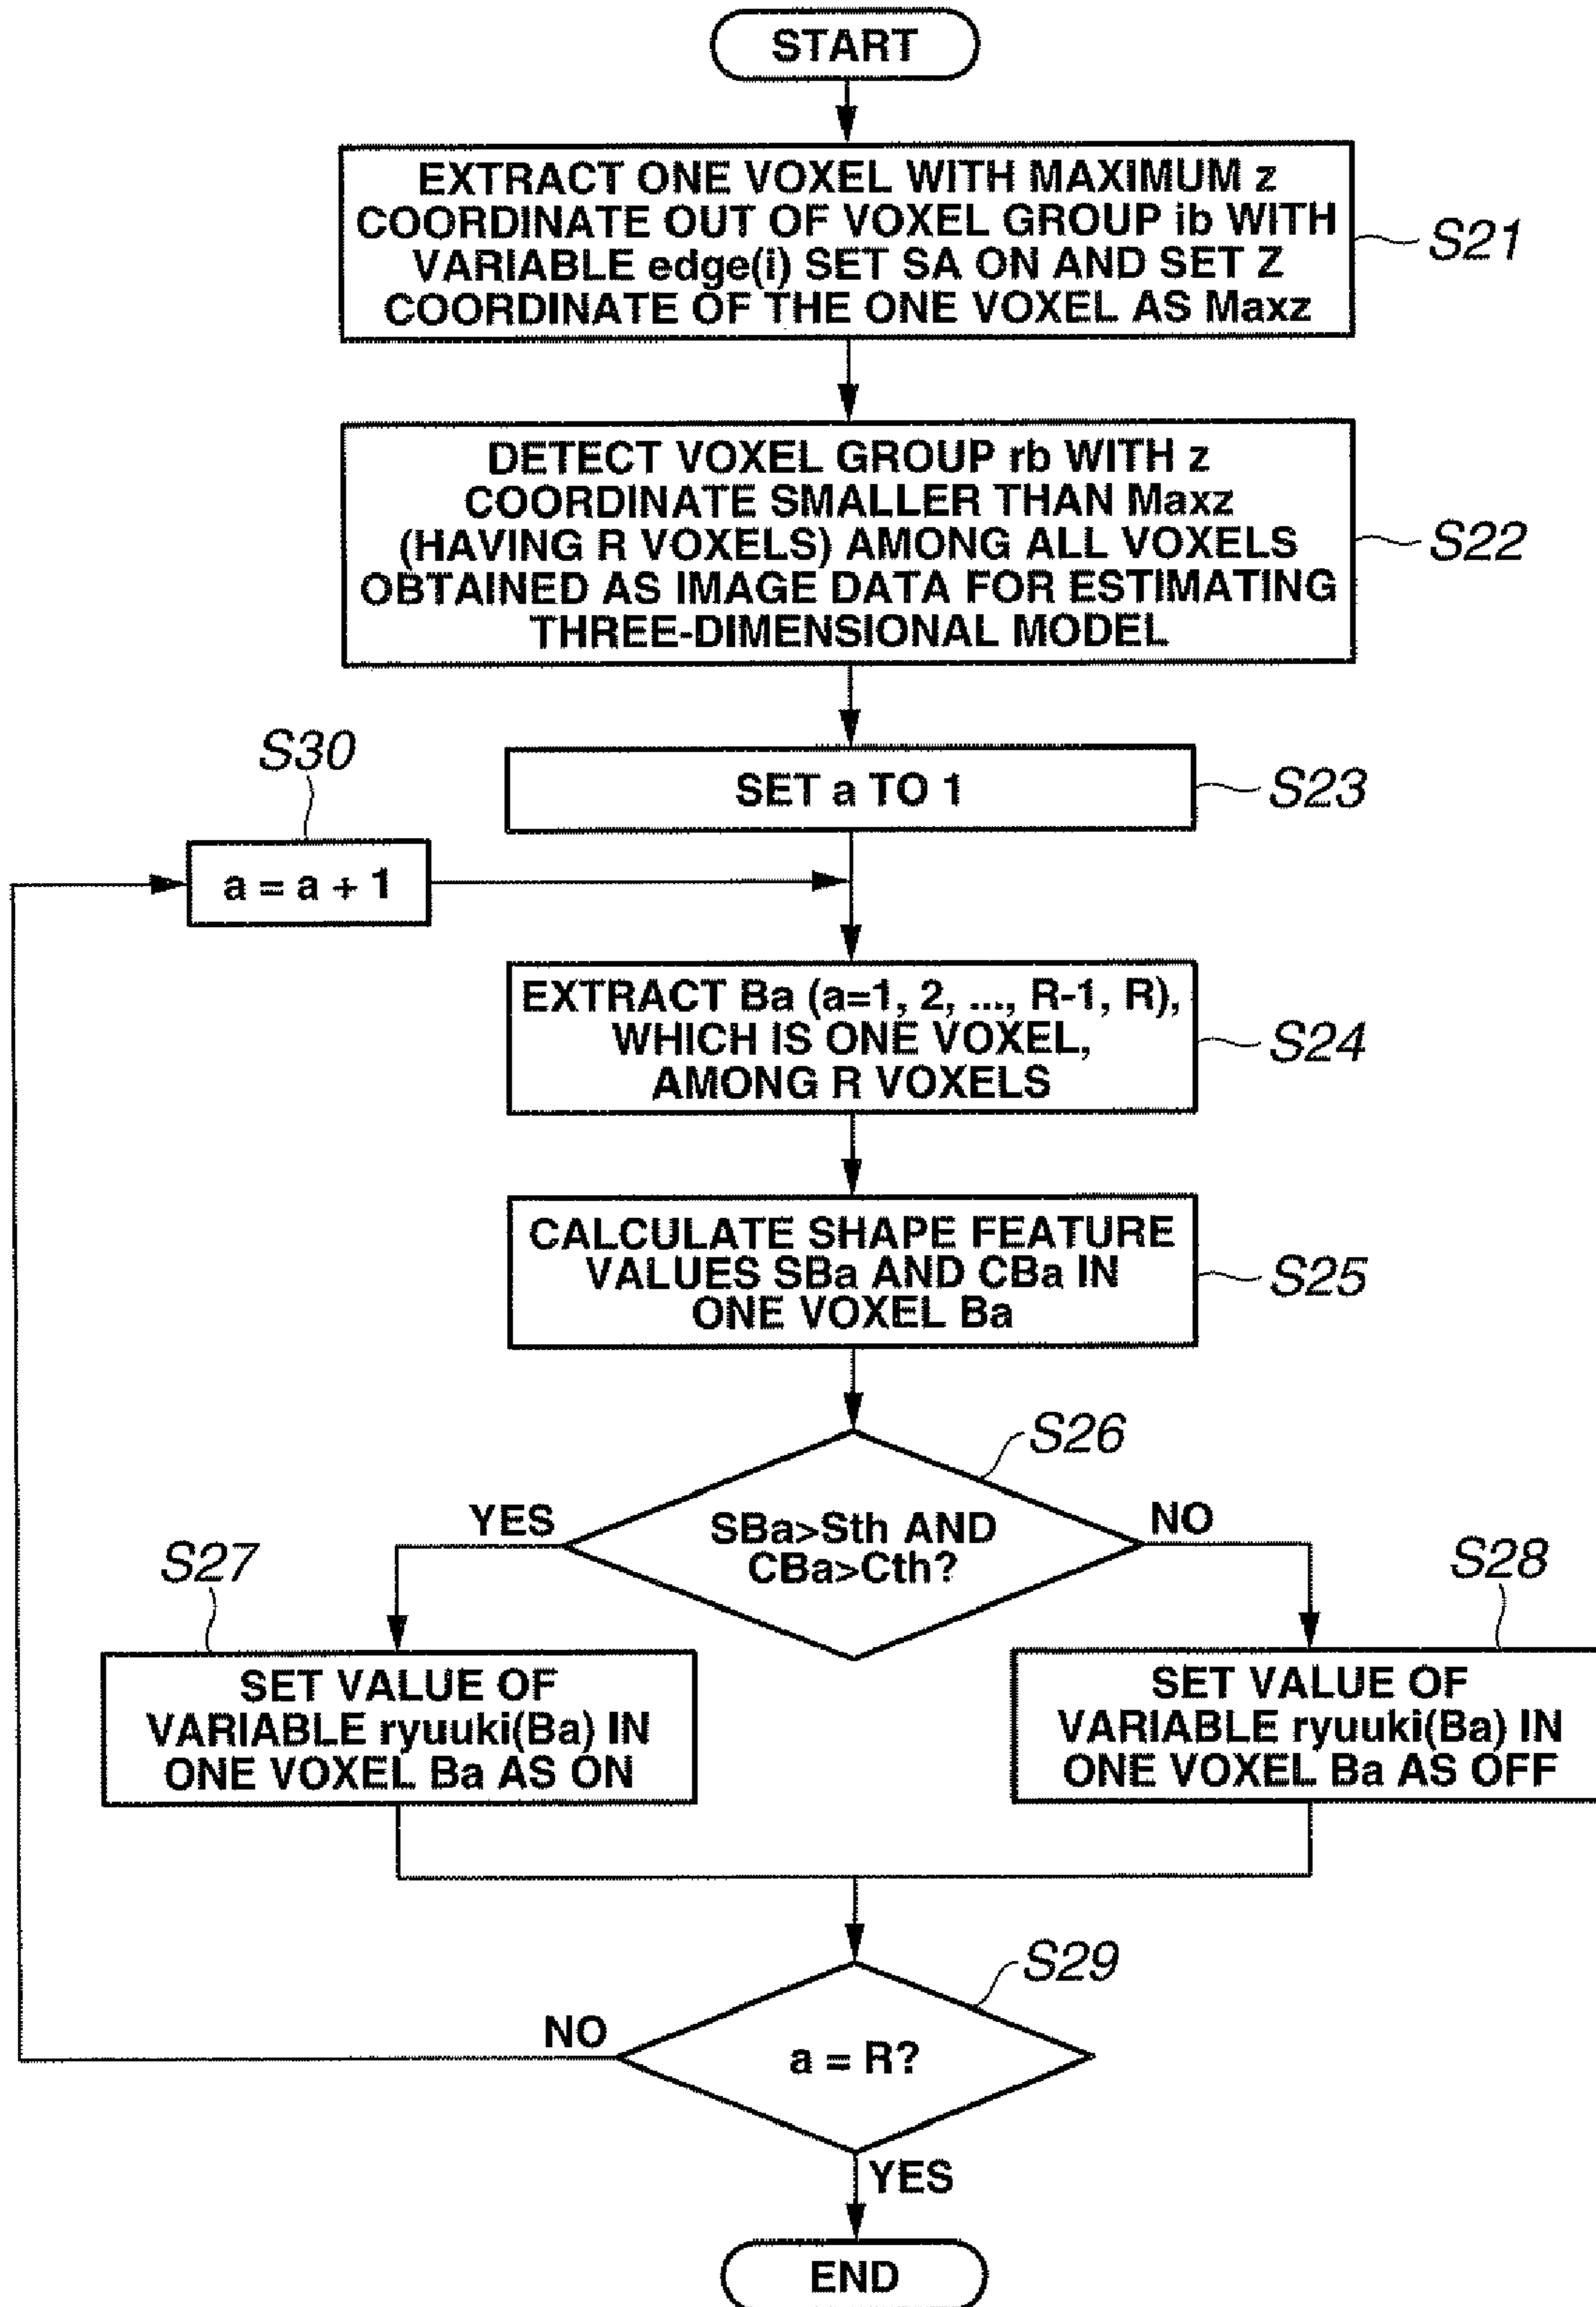 START
EXTRACT ONE VOXEL WITH MAXIMUM z
COORDINATE OUT OF VOXEL GROUP ib WITH
VARIABLE edge(i) SET SA ON AND SET Z
COORDINATE OF THE ONE VOXEL AS Maxz
S21
DETECT VOXEL GROUP rb WITH z
COORDINATE SMALLER THAN Maxz
(HAVING R VOXELS) AMONG ALL VOXELS
OBTAINED AS IMAGE DATA FOR ESTIMATING
THREE-DIMENSIONAL MODEL
S22
SET a TO 1
S23
S30
a = a + 1
EXTRACT Ba (a=1, 2, ..., R-1, R),
WHICH IS ONE VOXEL,
AMONG R VOXELS
S24
CALCULATE SHAPE FEATURE
VALUES SBa AND CBa IN
ONE VOXEL Ba
S25
S26
SBa>Sth AND
CBa>Cth?
YES
NO
S27
SET VALUE OF
VARIABLE ryuuki(Ba) IN
ONE VOXEL Ba AS ON
S28
SET VALUE OF
VARIABLE ryuuki(Ba) IN
ONE VOXEL Ba AS OFF
S29
a = R?
NO
YES
END